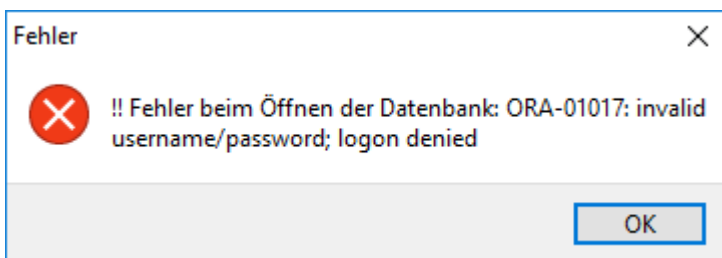 Fehler
!! Fehler beim Öffnen der Datenbank: ORA-01017: invalid
username/password; logon denied
OK